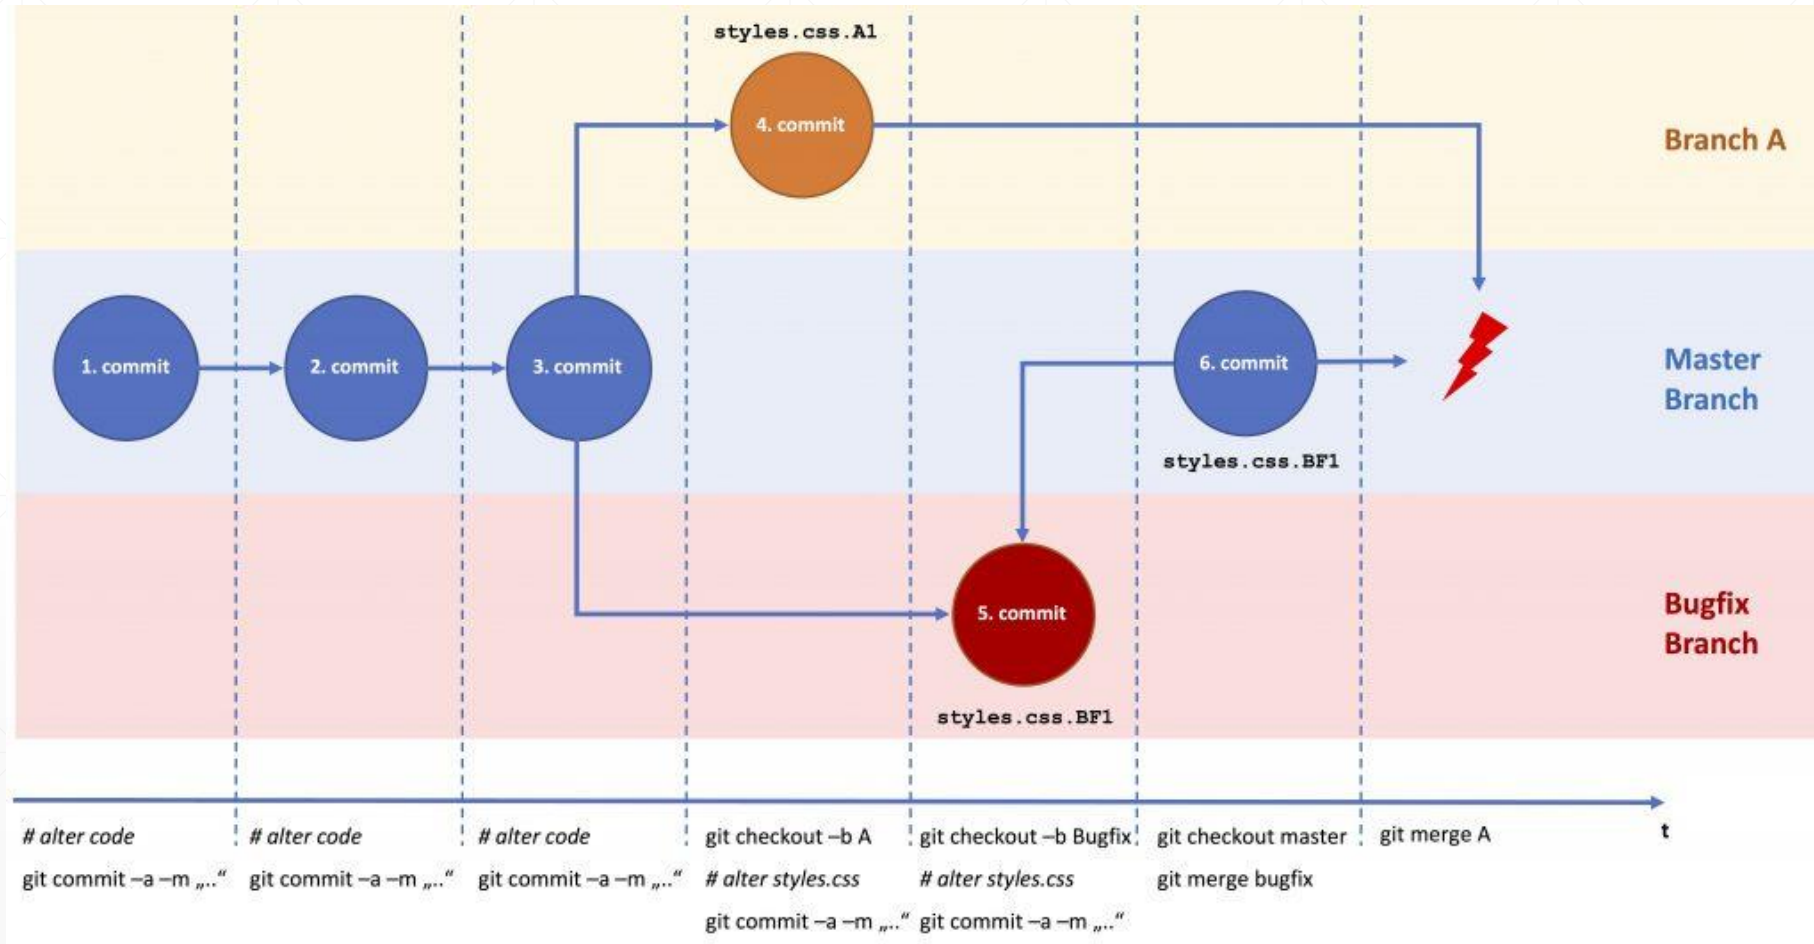 styles.css.A1
4. commit
Branch A
1. commit
2. commit
3. commit
6. commit
Master
Branch
styles.css.BF1
5. commit
Bugfix
Branch
styles.css.BF1
t
# alter code
git commit –a –m „..“
# alter code
git commit –a –m „..“
# alter code
git commit –a –m „..“
git checkout –b A
# alter styles.css
git commit –a –m „..“
git checkout –b Bugfix
# alter styles.css
git commit –a –m „..“
git checkout master
git merge bugfix
git merge A